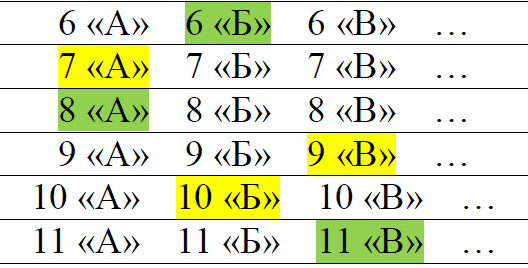 6 «А» 6 «Б» 6 «В» …
7 «А» 7 «Б» 7 «В» …
8 «А» 8 «Б» 8 «В» …
9 «А» 9 «Б» 9 «В» …
10 «А» 10 «Б» 10 «В» …
11 «А» 11 «Б» 11 «В» …